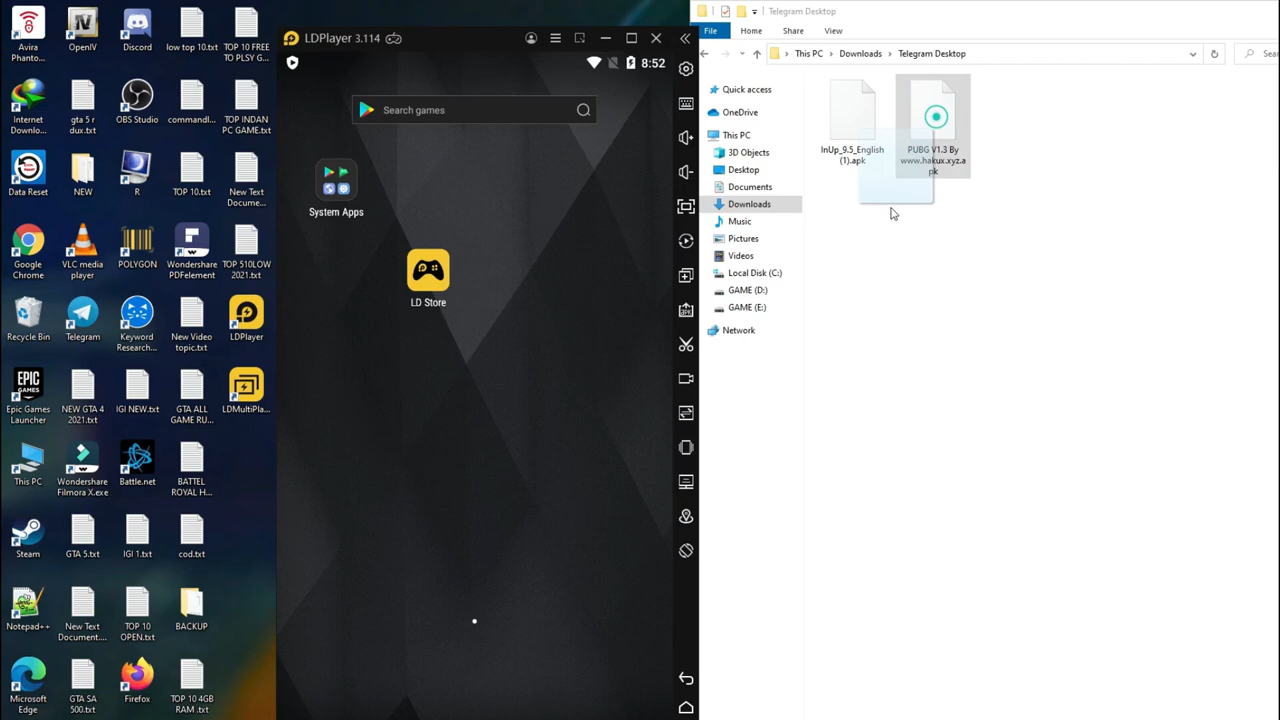 Avira
Phanto...
OpenIV
Discord
low top 10.txt
TOP 10 FREE
TO PLSY G...
Internet
Downlo...
gta 5 r
dux.txt
OBS Studio
commandl...
TOP INDAN
PC GAME.txt
Data Reset
NEW
R
TOP 10.txt
New Text
Docume...
Google
Chrome
VLC media
player
POLYGON
Wondershare
PDFelement
TOP 510LOW
2021.txt
Recycle Bin
Telegram
Keyword
Research...
New Video
topic.txt
LDPlayer
Epic Games
Launcher
NEW GTA 4
2021.txt
IGI NEW.txt
GTA ALL
GAME RU...
LDMultiPla...
This PC
Wondershare
Filmora X.exe
Battle.net
BATTEL
ROYAL H...
Steam
GTA 5.txt
IGI 1.txt
cod.txt
Notepad++
New Text
Document....
TOP 10
OPEN.txt
BACKUP
Microsoft
Edge
GTA SA
500.txt
Firefox
TOP 10 4GB
RAM .txt
LDPlayer 3.114
8:52
Search games
System Apps
LD Store
Telegram Desktop
File Home Share View
This PC Downloads Telegram Desktop
Sea
Quick access
OneDrive
This PC
3D Objects
Desktop
Documents
Downloads
Music
Pictures
Videos
Local Disk (C:)
GAME (D:)
GAME (E:)
Network
InUp_9.5_English
(1).apk
PUBG V1.3 By
www.hakux.xyz.a
pk